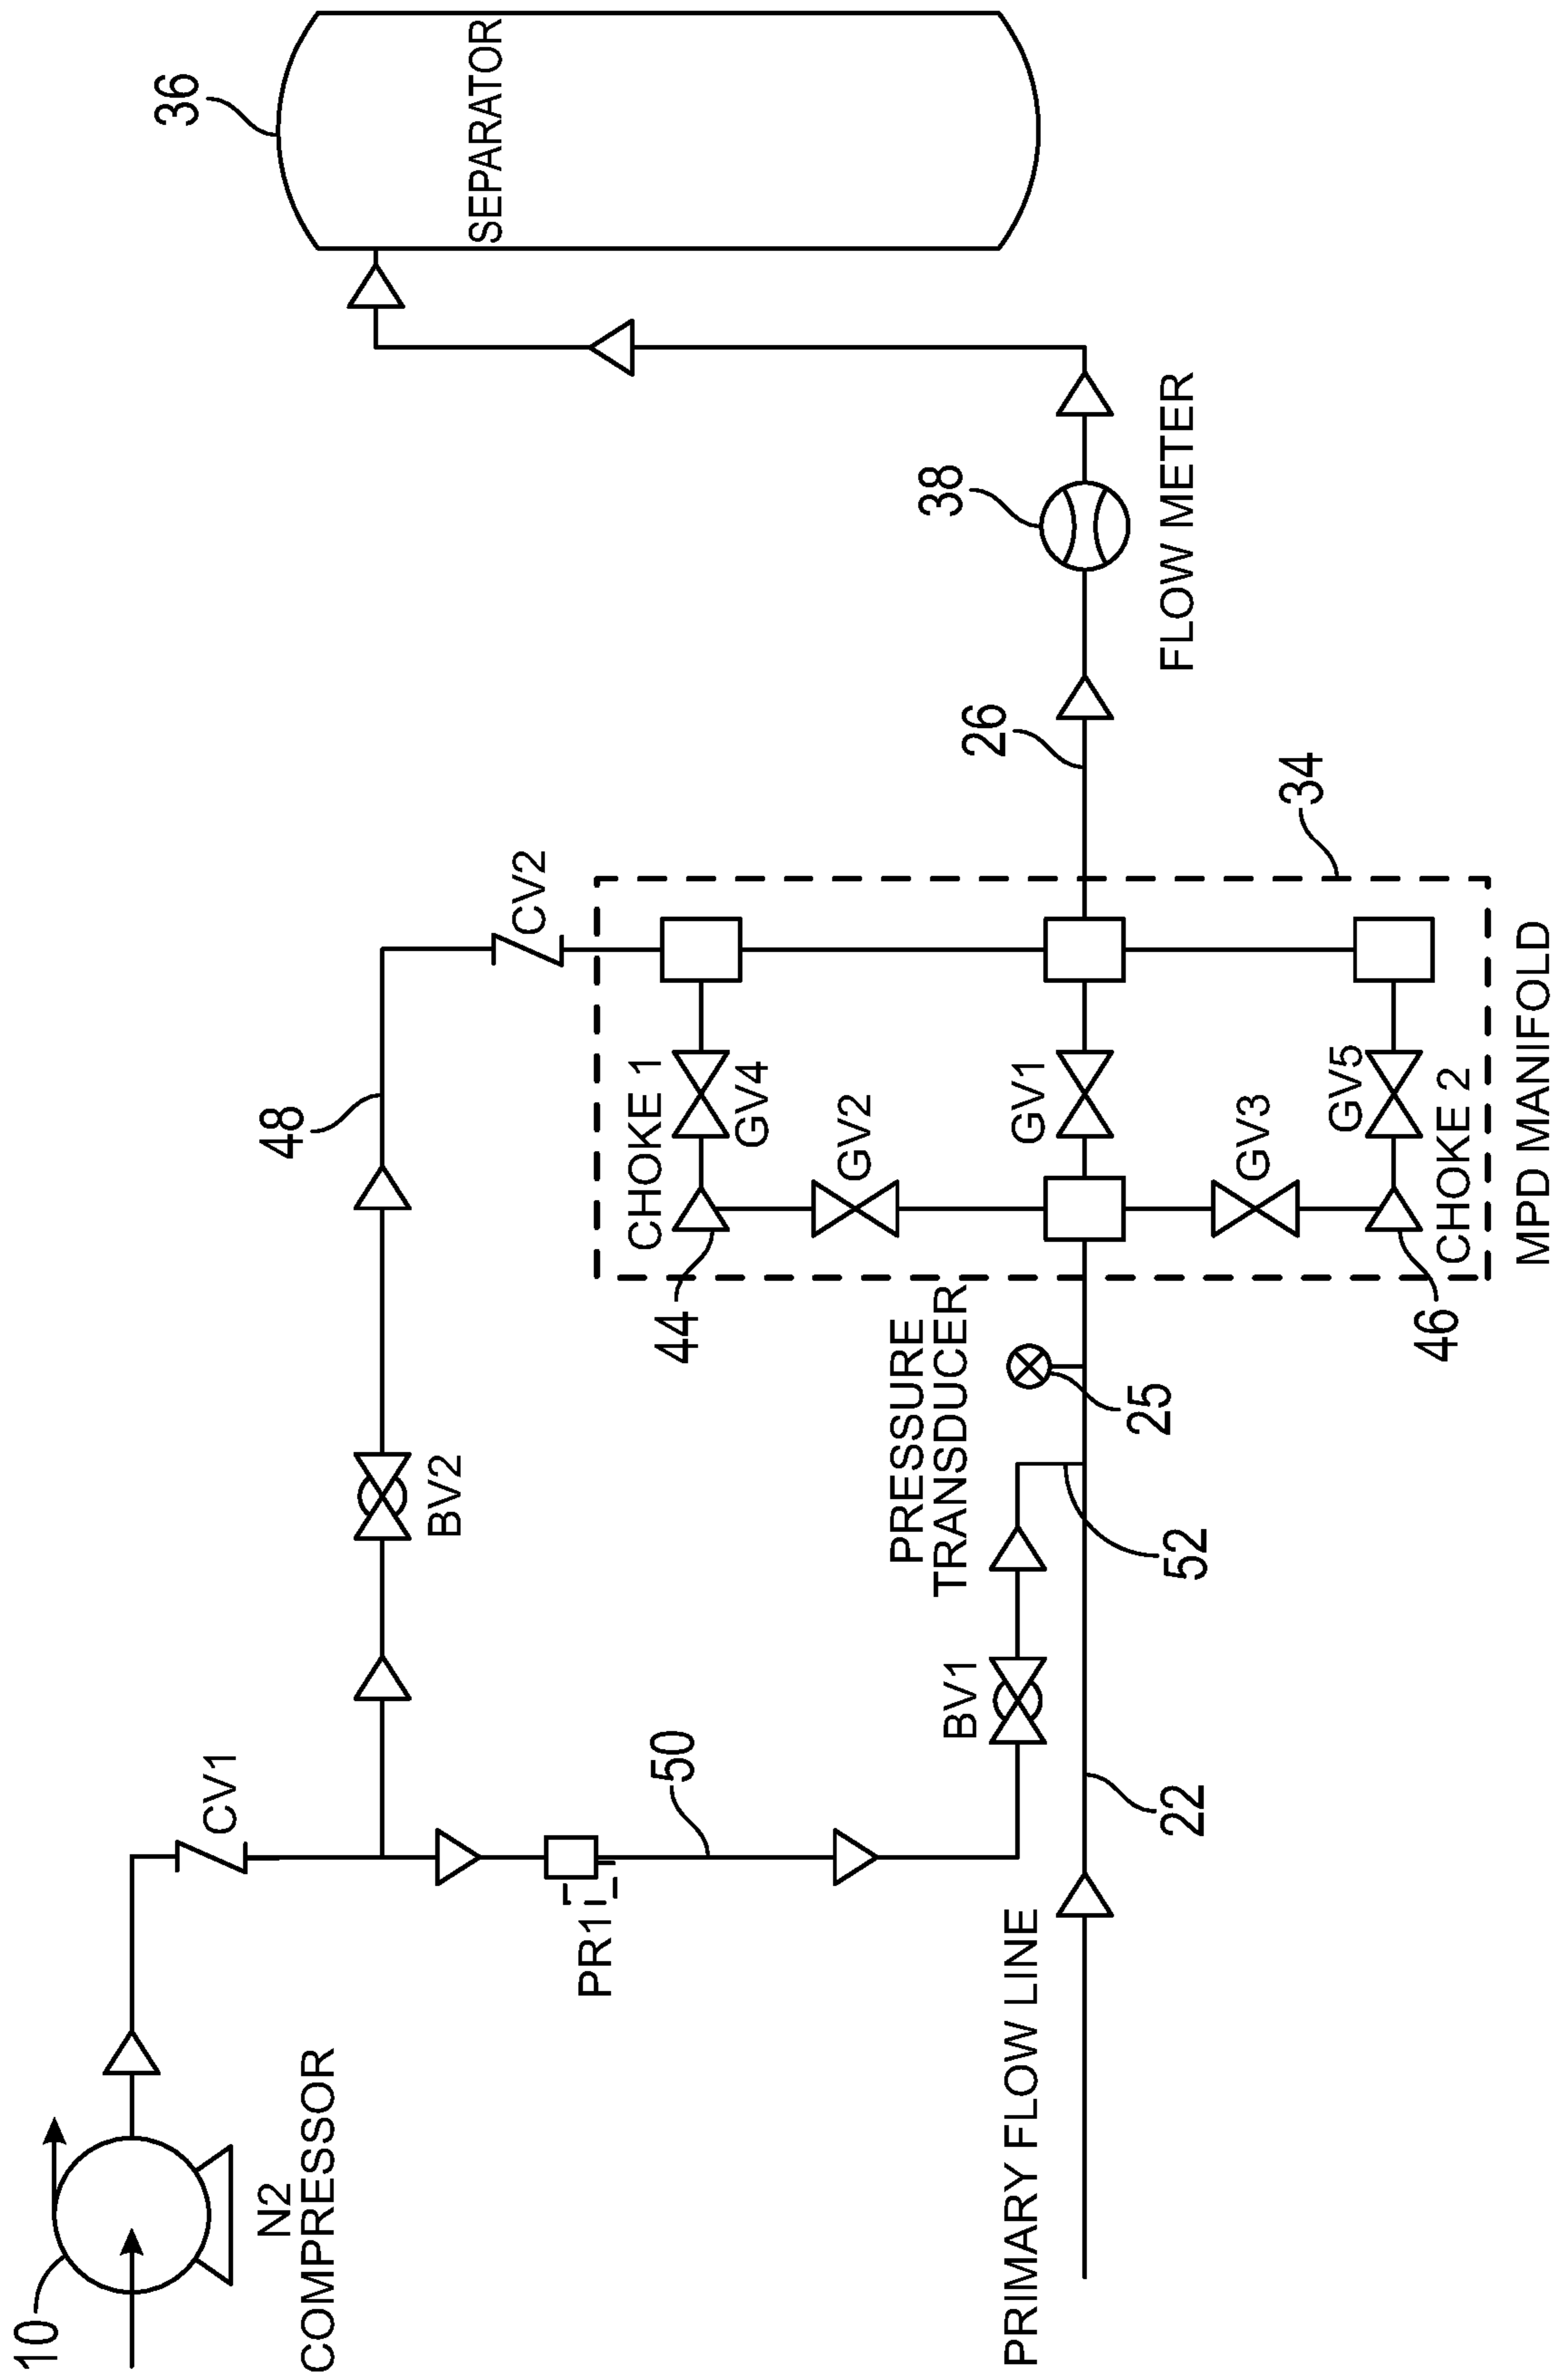 10
N2
COMPRESSOR
CV1
PR1
50
BV2
48
CV2
PRIMARY FLOW LINE
22
BV1
52
PRESSURE
TRANSDUCER
25
44
CHOKE 1
GV4
GV2
GV1
GV3
GV5
CHOKE 2
46
MPD MANIFOLD
34
26
38
FLOW METER
36
SEPARATOR